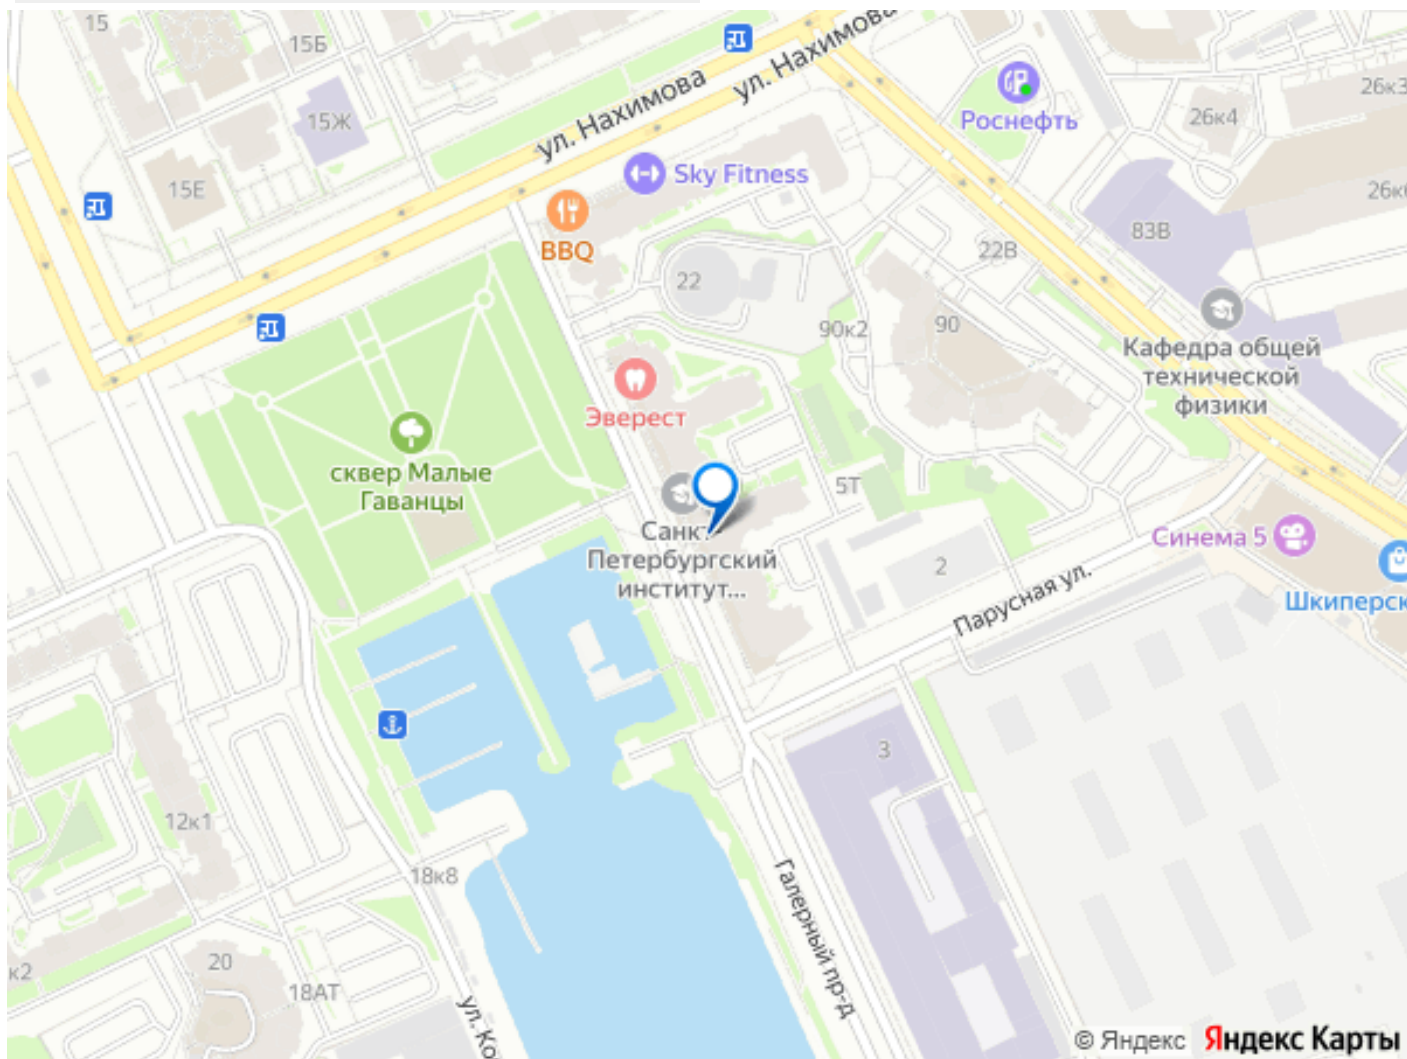 15
15Б
ул. Нахимова
ул. Нахимова
15Ж
Роснефть
26к4
26к3
15Е
Sky Fitness
BBQ
83В
22В
22
90к2
90
Кафедра общей
технической
физики
Эверест
сквер Малые
Гаванцы
5Т
Санкт-
Петербургский
институт...
2
Синема 5
Парусная ул.
Шкиперск
3
12к1
18к8
Галерный пр-д
к2
20
18АТ
ул. Ко
© Яндекс Яндекс Карты